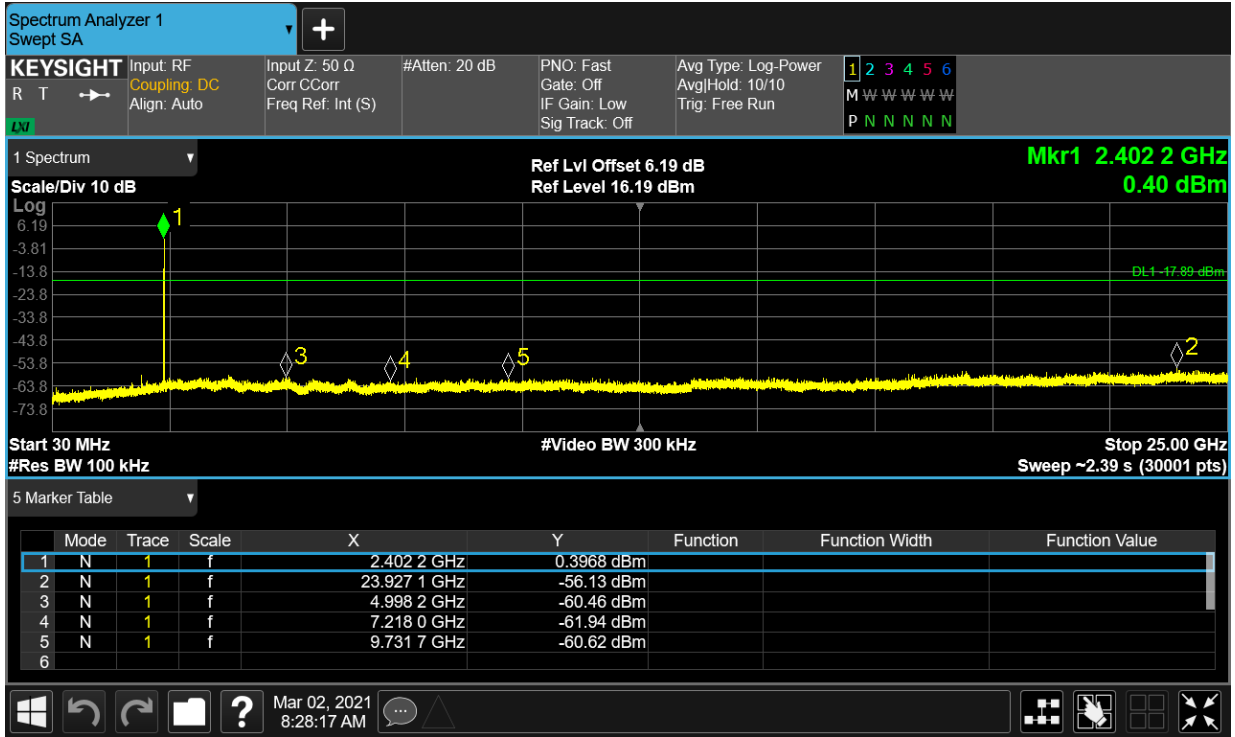 Spectrum Analyzer 1
Swept SA
KEYSIGHT
R T
LXI
Input: RF
Coupling: DC
Align: Auto
Input Z: 50 Ω
Corr CCorr
Freq Ref: Int (S)
#Atten: 20 dB
PNO: Fast
Gate: Off
IF Gain: Low
Sig Track: Off
Avg Type: Log-Power
Avg|Hold: 10/10
Trig: Free Run
1 2 3 4 5 6
M W W W W W
P N N N N N
1 Spectrum
Scale/Div 10 dB
Ref Lvl Offset 6.19 dB
Ref Level 16.19 dBm
Mkr1 2.402 2 GHz
0.40 dBm
Log
6.19
-3.81
-13.8
-23.8
-33.8
-43.8
-53.8
-63.8
-73.8
1
DL1 -17.89 dBm
3
4
5
2
Start 30 MHz
#Video BW 300 kHz
Stop 25.00 GHz
#Res BW 100 kHz
Sweep ~2.39 s (30001 pts)
5 Marker Table
Mode Trace Scale X Y Function Function Width Function Value
1 N 1 f 2.402 2 GHz 0.3968 dBm
2 N 1 f 23.927 1 GHz -56.13 dBm
3 N 1 f 4.998 2 GHz -60.46 dBm
4 N 1 f 7.218 0 GHz -61.94 dBm
5 N 1 f 9.731 7 GHz -60.62 dBm
6
?
Mar 02, 2021
8:28:17 AM